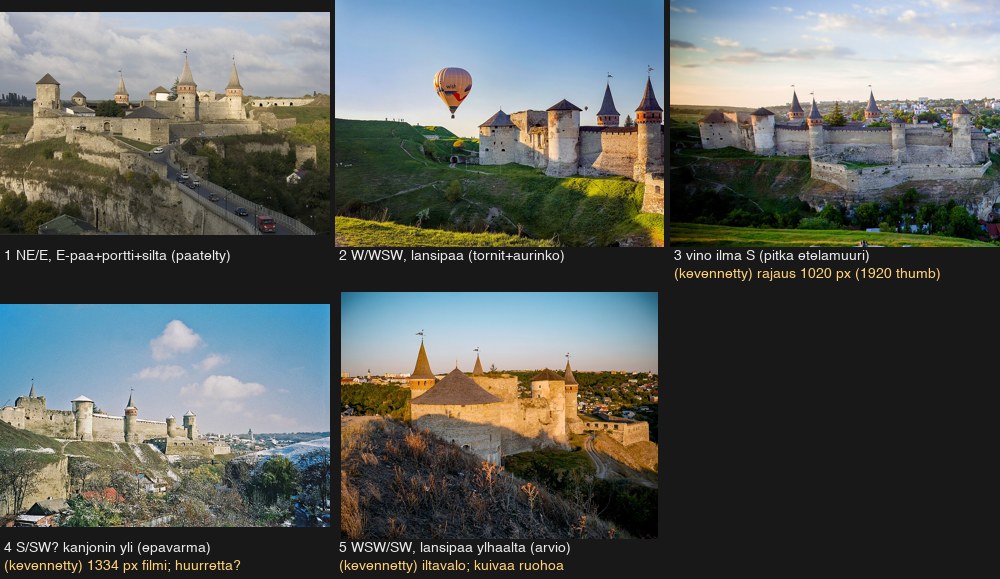 1 NE/E, E-paa+portti+silta (paatelty)
2 W/WSW, lansipaa (tornit+aurinko)
3 vino ilma S (pitka etelamuuri)
(kevennetty) rajaus 1020 px (1920 thumb)
4 S/SW? kanjonin yli (epavarma)
(kevennetty) 1334 px filmi; huurretta?
5 WSW/SW, lansipaa ylhaalta (arvio)
(kevennetty) iltavalo; kuivaa ruohoa